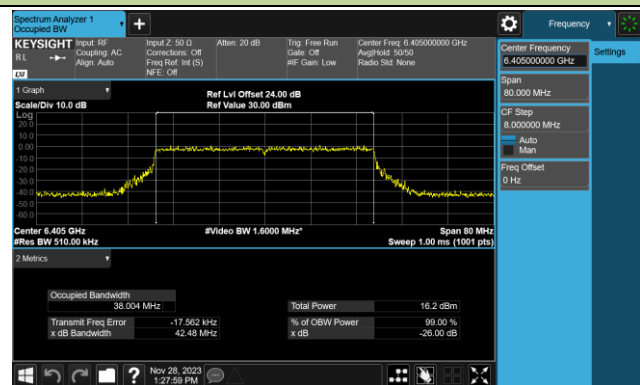 Spectrum Analyzer 1
Occupied BW
Frequency
KEYSIGHT
R L
LXI
Input: RF
Coupling: AC
Align: Auto
Input Z: 50 Ω
Corrections: Off
Freq Ref: Int (S)
NFE: Off
Atten: 20 dB
Trig: Free Run
Gate: Off
#IF Gain: Low
Center Freq: 6.405000000 GHz
Avg|Hold: 50/50
Radio Std: None
Center Frequency
6.405000000 GHz
Settings
Span
80.000 MHz
CF Step
8.000000 MHz
Auto
Man
Freq Offset
0 Hz
1 Graph
Scale/Div 10.0 dB
Ref Lvl Offset 24.00 dB
Ref Value 30.00 dBm
Log
20.0
10.0
0.00
-10.0
-20.0
-30.0
-40.0
-50.0
-60.0
Center 6.405 GHz
#Res BW 510.00 kHz
#Video BW 1.6000 MHz*
Span 80 MHz
Sweep 1.00 ms (1001 pts)
2 Metrics
Occupied Bandwidth
38.004 MHz
Total Power 16.2 dBm
Transmit Freq Error -17.562 kHz
% of OBW Power 99.00 %
x dB Bandwidth 42.48 MHz
x dB -26.00 dB
Nov 28, 2023
1:27:59 PM